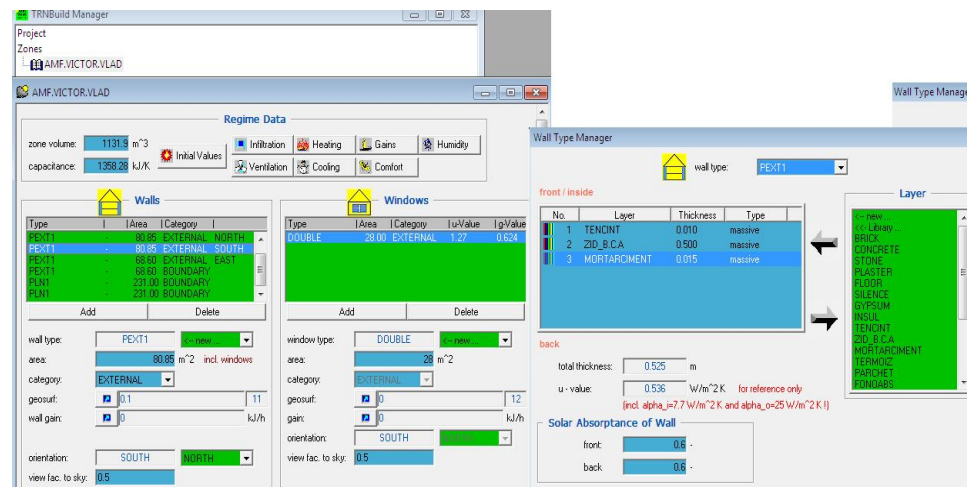 TRNBuild Manager
Project
Zones
AMF.VICTOR.VLAD
AMF.VICTOR.VLAD
Regime Data
zone volume: 1131.9 m^3
capacitance: 1358.28 kJ/K
Initial Values
Infiltration Heating Gains Humidity
Ventilation Cooling Comfort
Walls
Type Area Category
PEXT1 - 80.85 EXTERNAL NORTH
PEXT1 - 80.85 EXTERNAL SOUTH
PEXT1 - 68.60 EXTERNAL EAST
PEXT1 - 68.60 BOUNDARY
PLN1 - 231.00 BOUNDARY
PLN1 - 231.00 BOUNDARY
Add Delete
wall type: PEXT1 <-- new
area: 80.85 m^2 incl. windows
category: EXTERNAL
geosurf: 0.1 11
wall gain: 0 kJ/h
orientation: SOUTH NORTH
view fac. to sky: 0.5
Windows
Type Area Category u-Value g-Value
DOUBLE 28.00 EXTERNAL 1.27 0.624
Add Delete
window type: DOUBLE <-- new
area: 28 m^2
category: EXTERNAL
geosurf: 0 12
gain: 0 kJ/h
orientation: SOUTH
view fac. to sky: 0.5
Wall Type Manage
Wall Type Manager
wall type: PEXT1
front / inside
No. Layer Thickness Type
1 TENCINT 0.010 massive
2 ZID_B.C.A 0.500 massive
3 MORTARCIMENT 0.015 massive
back
total thickness: 0.525 m
u - value: 0.536 W/m^2 K for reference only
(incl. alpha_i=7.7 W/m^2 K and alpha_o=25 W/m^2 K !)
Solar Absorptance of Wall
front: 0.6 -
back 0.6 -
Layer
<-- new ...
<<- Library ...
BRICK
CONCRETE
STONE
PLASTER
FLOOR
SILENCE
GYPSUM
INSUL
TENCINT
ZID_B.C.A
MORTARCIMENT
TERMOIZ
PARCHET
FONOABS